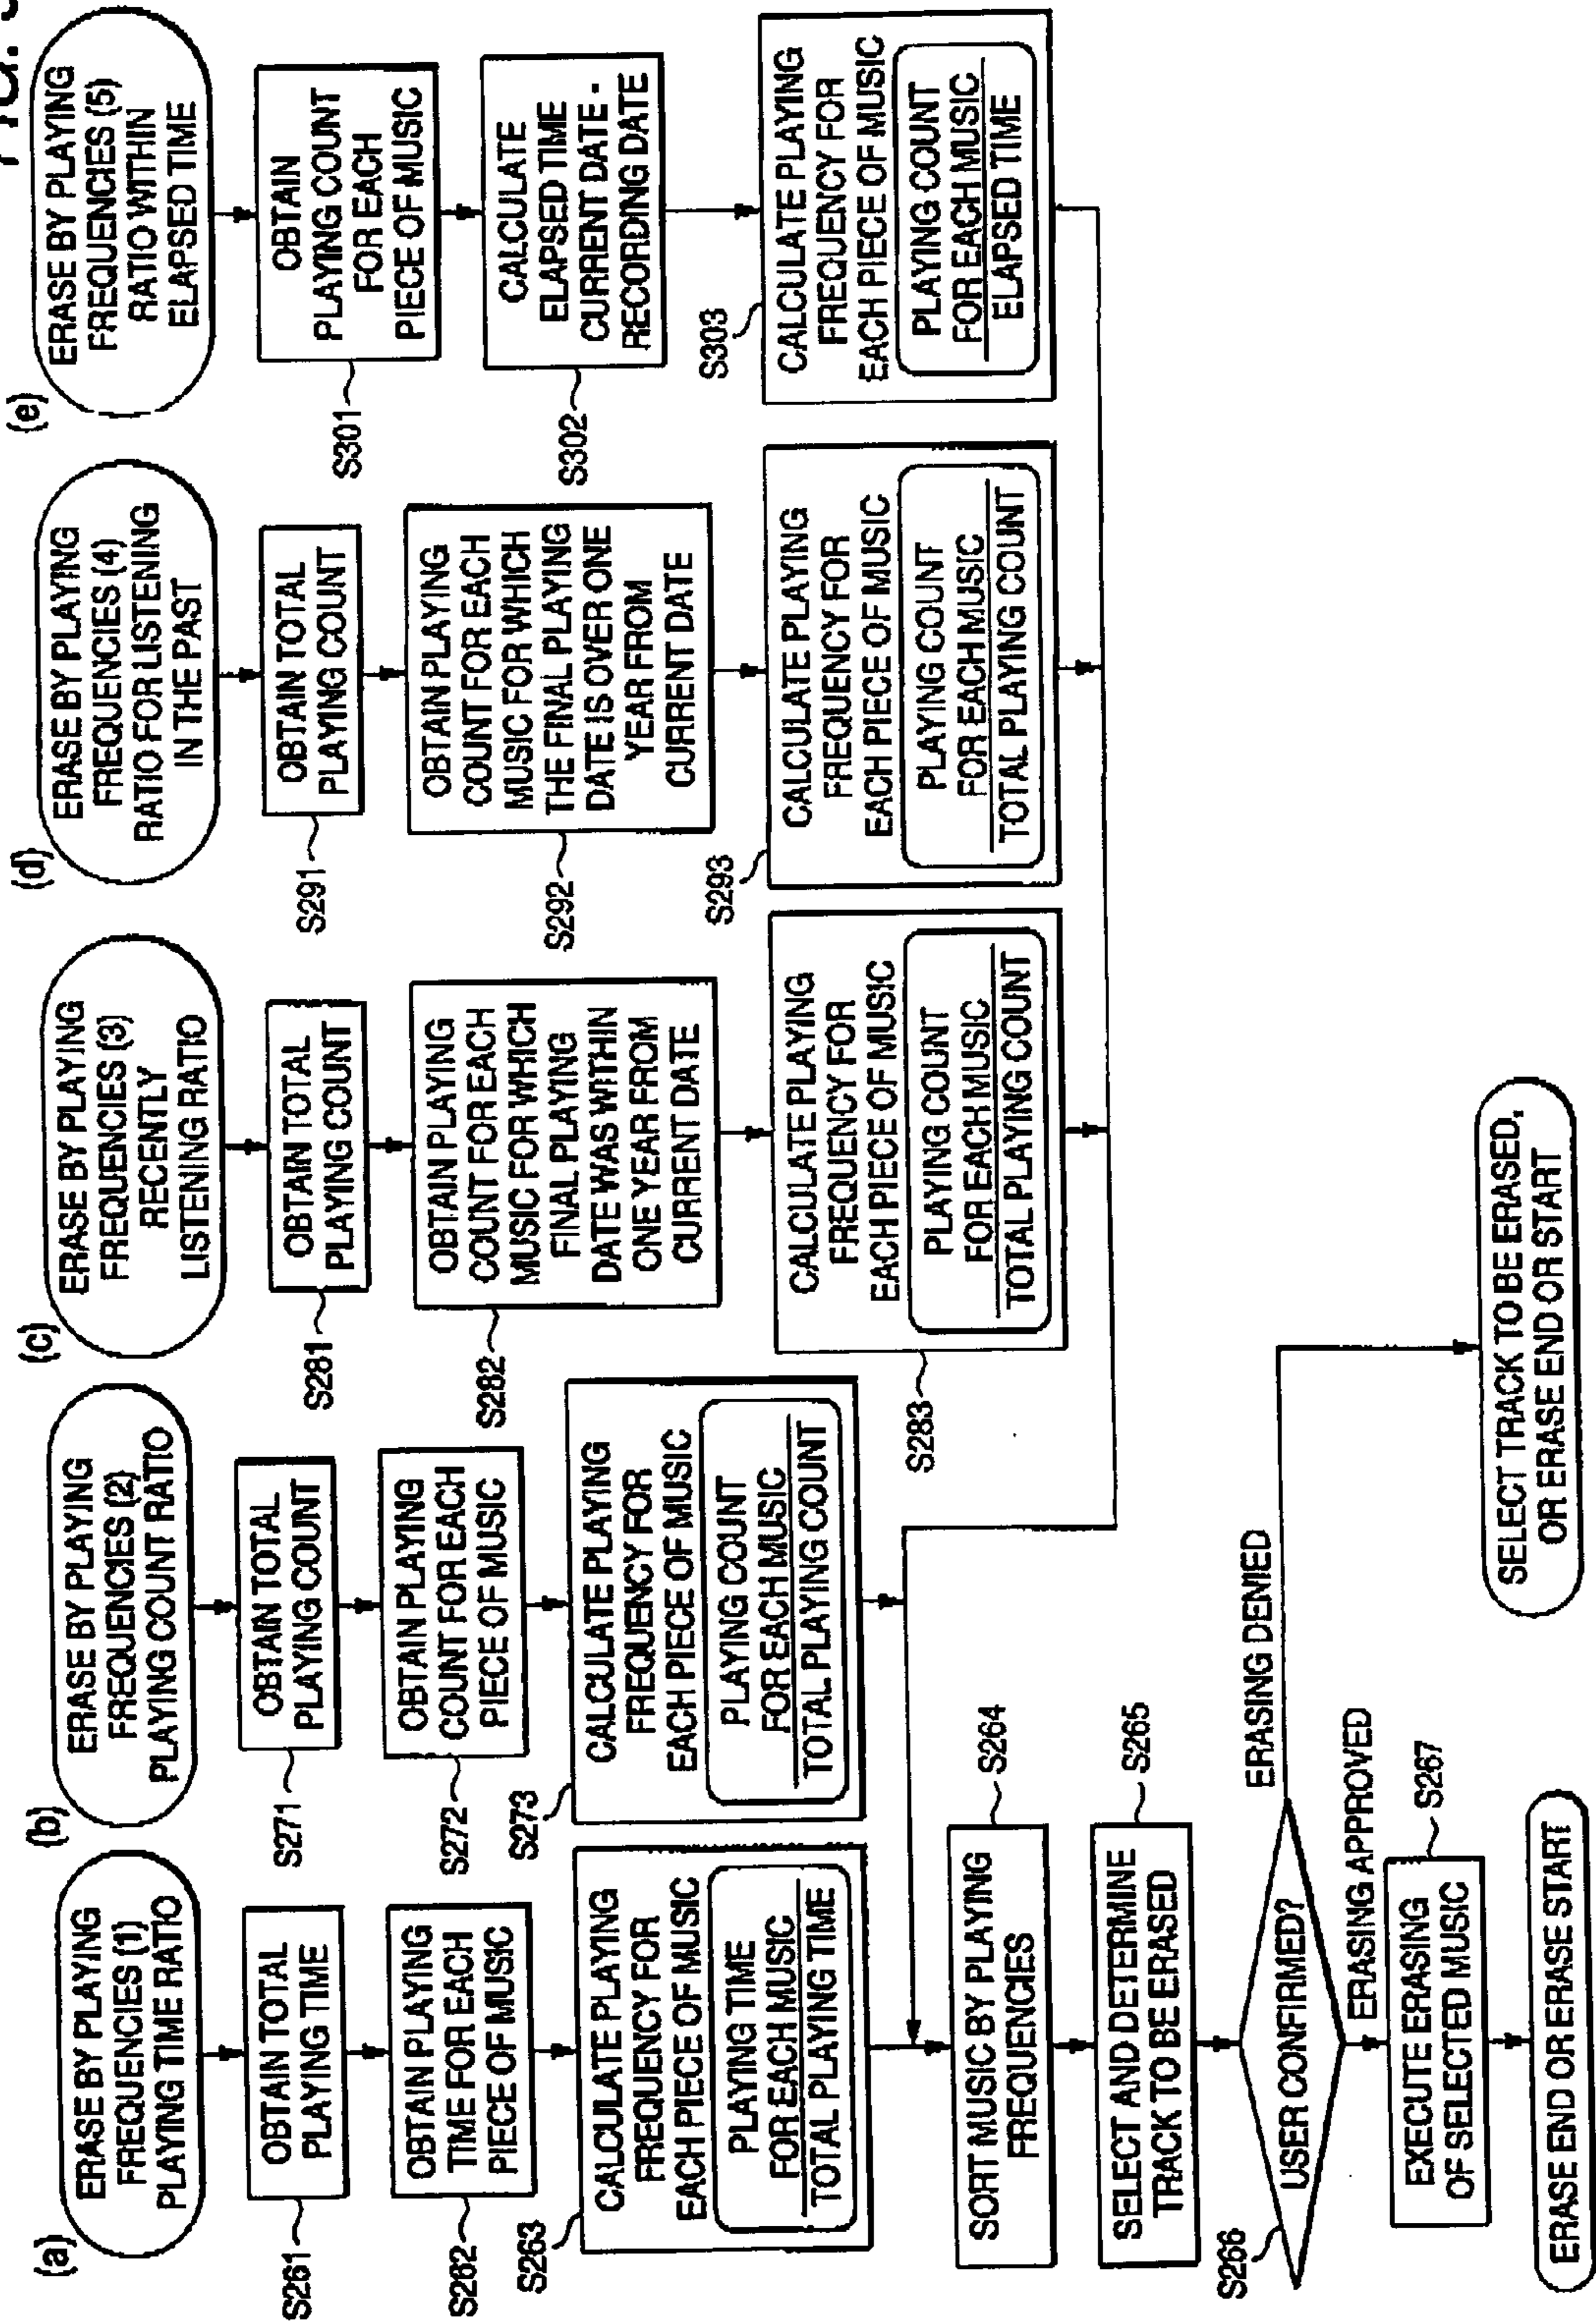 FIG.
(a)
ERASE BY PLAYING
FREQUENCIES (1)
PLAYING TIME RATIO
S261
OBTAIN TOTAL
PLAYING TIME
S262
OBTAIN PLAYING
TIME FOR EACH
PIECE OF MUSIC
S263
CALCULATE PLAYING
FREQUENCY FOR
EACH PIECE OF MUSIC
PLAYING TIME
FOR EACH MUSIC
TOTAL PLAYING TIME
(b)
ERASE BY PLAYING
FREQUENCIES (2)
PLAYING COUNT RATIO
S271
OBTAIN TOTAL
PLAYING COUNT
S272
OBTAIN PLAYING
COUNT FOR EACH
PIECE OF MUSIC
S273
CALCULATE PLAYING
FREQUENCY FOR
EACH PIECE OF MUSIC
PLAYING COUNT
FOR EACH MUSIC
TOTAL PLAYING COUNT
(c)
ERASE BY PLAYING
FREQUENCIES (3)
RECENTLY
LISTENING RATIO
S281
OBTAIN TOTAL
PLAYING COUNT
S282
OBTAIN PLAYING
COUNT FOR EACH
MUSIC FOR WHICH
FINAL PLAYING
DATE WAS WITHIN
ONE YEAR FROM
CURRENT DATE
S283
CALCULATE PLAYING
FREQUENCY FOR
EACH PIECE OF MUSIC
PLAYING COUNT
FOR EACH MUSIC
TOTAL PLAYING COUNT
(d)
ERASE BY PLAYING
FREQUENCIES (4)
RATIO FOR LISTENING
IN THE PAST
S291
OBTAIN TOTAL
PLAYING COUNT
S292
OBTAIN PLAYING
COUNT FOR EACH
MUSIC FOR WHICH
THE FINAL PLAYING
DATE IS OVER ONE
YEAR FROM
CURRENT DATE
S293
CALCULATE PLAYING
FREQUENCY FOR
EACH PIECE OF MUSIC
PLAYING COUNT
FOR EACH MUSIC
TOTAL PLAYING COUNT
(e)
ERASE BY PLAYING
FREQUENCIES (5)
RATIO WITHIN
ELAPSED TIME
S301
OBTAIN
PLAYING COUNT
FOR EACH
PIECE OF MUSIC
S302
CALCULATE
ELAPSED TIME
CURRENT DATE -
RECORDING DATE
S303
CALCULATE PLAYING
FREQUENCY FOR
EACH PIECE OF MUSIC
PLAYING COUNT
FOR EACH MUSIC
ELAPSED TIME
SORT MUSIC BY PLAYING
FREQUENCIES
S264
SELECT AND DETERMINE
TRACK TO BE ERASED
S265
S266
USER CONFIRMED?
ERASING DENIED
ERASING APPROVED
S267
EXECUTE ERASING
OF SELECTED MUSIC
ERASE END OR ERASE START
SELECT TRACK TO BE ERASED,
OR ERASE END OR START